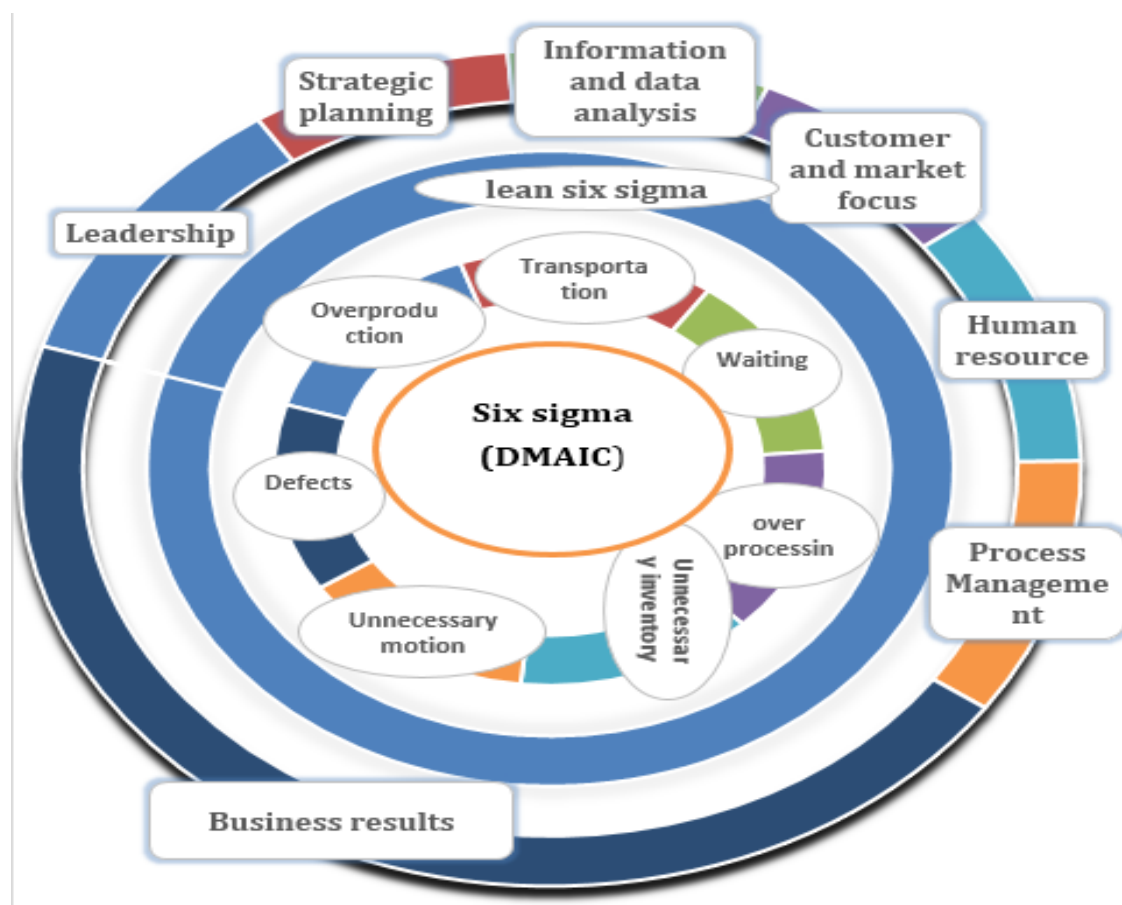 Strategic
planning
Information
and data
analysis
Customer
and market
focus
Leadership
lean six sigma
Human
resource
Process
Manageme
nt
Business results
Transporta
tion
Overprodu
ction
Waiting
Defects
over
processin
Unnecessar
y inventory
Unnecessary
motion
Six sigma
(DMAIC)